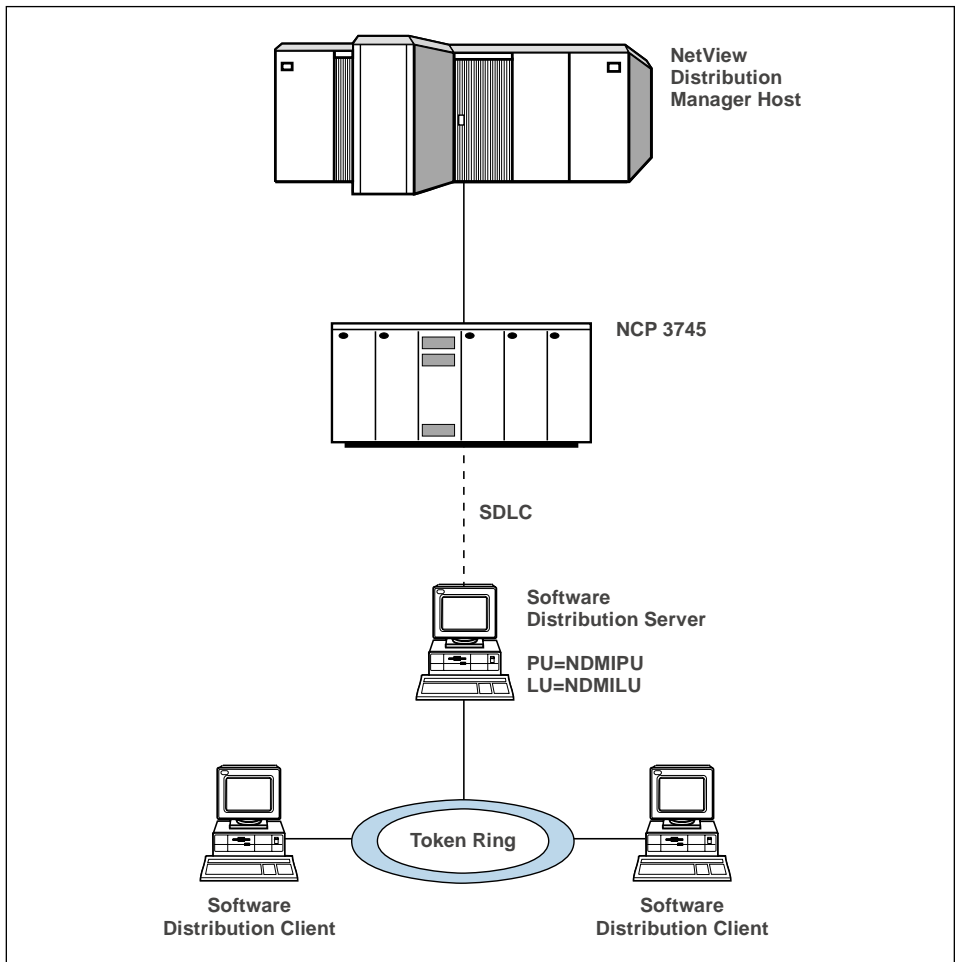 NetView
Distribution
Manager Host
NCP 3745
SDLC
Software
Distribution Server
PU=NDMIPU
LU=NDMILU
Token Ring
Software
Distribution Client
Software
Distribution Client